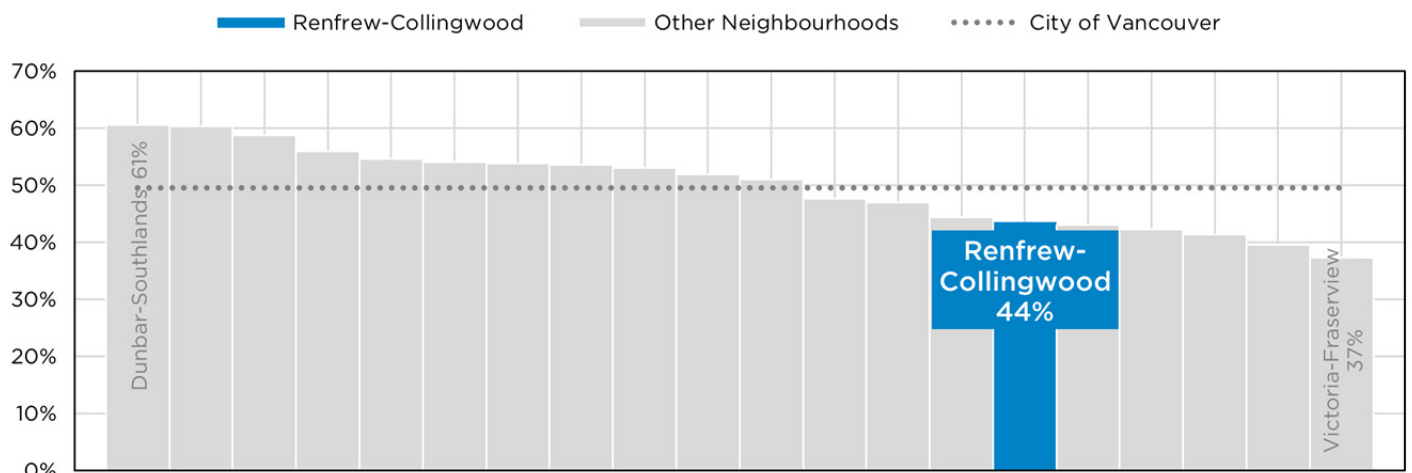 Renfrew-Collingwood Other Neighbourhoods City of Vancouver
70%
60%
50%
40%
30%
20%
10%
0%
Dunbar-Southlands 61%
Renfrew-
Collingwood
44%
Victoria-Fraserview
37%